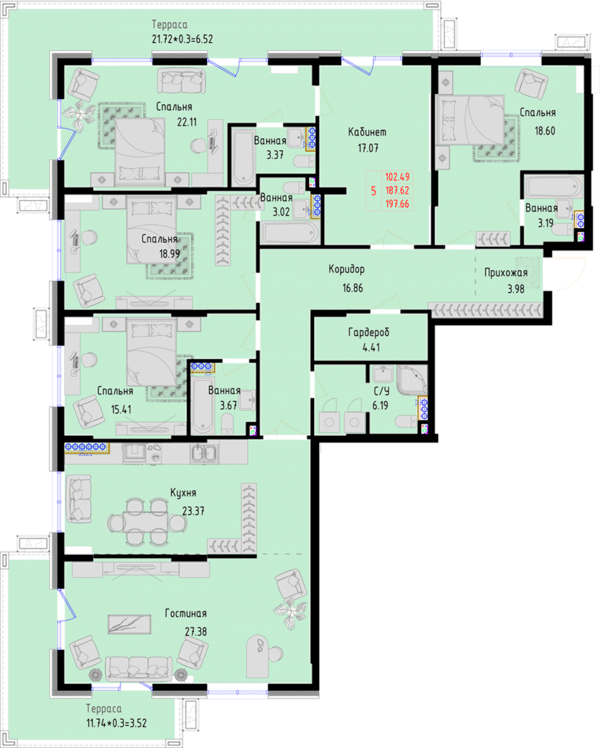 Терраса
21.72*0.3=6.52
Спальня
22.11
Ванная
3.37
Кабинет
17.07
Спальня
18.60
102.49
5 187.62
197.66
Ванная
3.02
Ванная
3.19
Спальня
18.99
Коридор
16.86
Прихожая
3.98
Гардероб
4.41
Спальня
15.41
Ванная
3.67
С/У
6.19
Кухня
23.37
Гостиная
27.38
Терраса
11.74*0.3=3.52